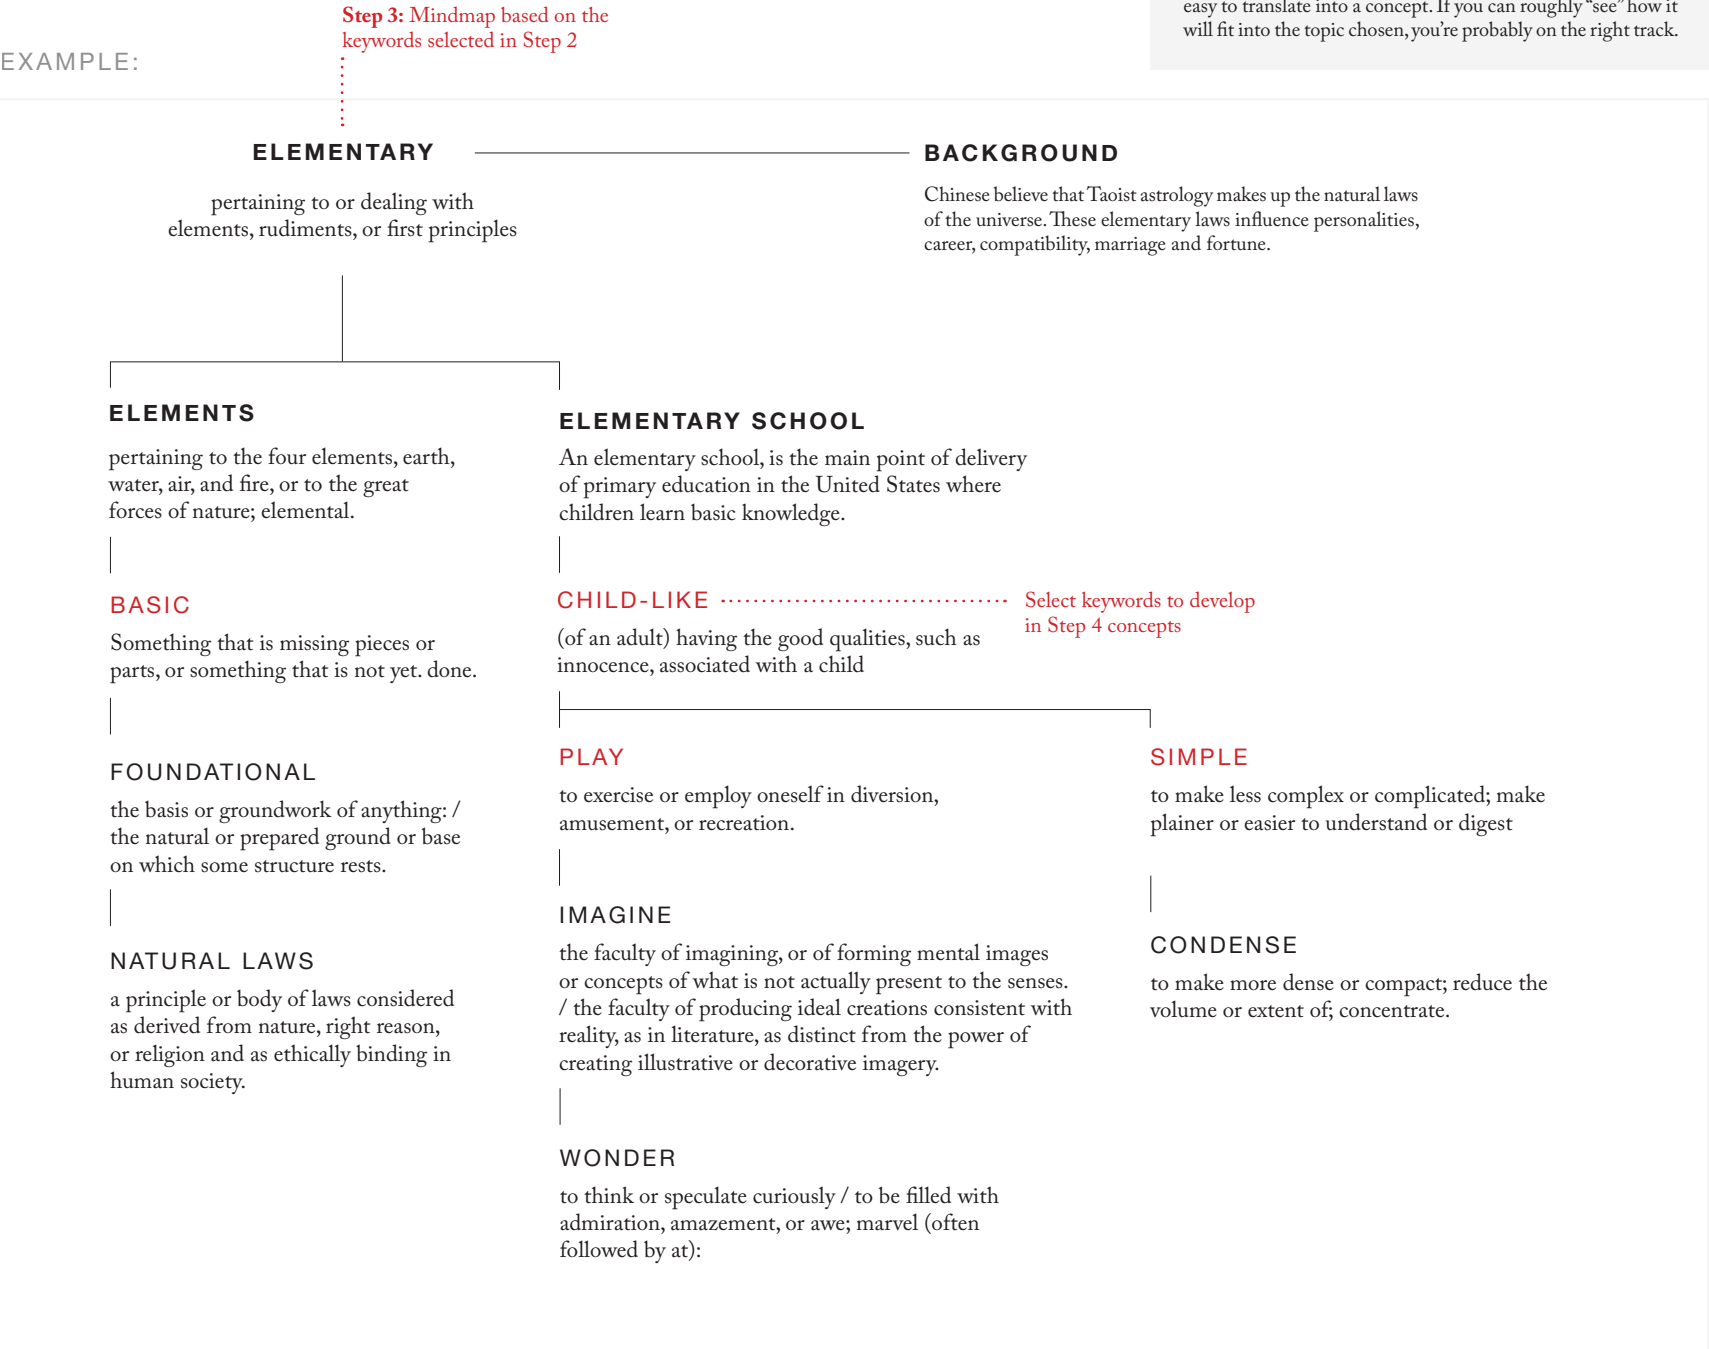 Step 3: Mindmap based on the
keywords selected in Step 2
easy to translate into a concept. If you can roughly “see” how it
will fit into the topic chosen, you’re probably on the right track.
EXAMPLE:
ELEMENTARY
pertaining to or dealing with
elements, rudiments, or first principles
BACKGROUND
Chinese believe that Taoist astrology makes up the natural laws
of the universe. These elementary laws influence personalities,
career, compatibility, marriage and fortune.
ELEMENTS
pertaining to the four elements, earth,
water, air, and fire, or to the great
forces of nature; elemental.
BASIC
Something that is missing pieces or
parts, or something that is not yet. done.
FOUNDATIONAL
the basis or groundwork of anything: /
the natural or prepared ground or base
on which some structure rests.
NATURAL LAWS
a principle or body of laws considered
as derived from nature, right reason,
or religion and as ethically binding in
human society.
ELEMENTARY SCHOOL
An elementary school, is the main point of delivery
of primary education in the United States where
children learn basic knowledge.
CHILD-LIKE
(of an adult) having the good qualities, such as
innocence, associated with a child
Select keywords to develop
in Step 4 concepts
PLAY
to exercise or employ oneself in diversion,
amusement, or recreation.
IMAGINE
the faculty of imagining, or of forming mental images
or concepts of what is not actually present to the senses.
/ the faculty of producing ideal creations consistent with
reality, as in literature, as distinct from the power of
creating illustrative or decorative imagery.
WONDER
to think or speculate curiously / to be filled with
admiration, amazement, or awe; marvel (often
followed by at):
SIMPLE
to make less complex or complicated; make
plainer or easier to understand or digest
CONDENSE
to make more dense or compact; reduce the
volume or extent of; concentrate.